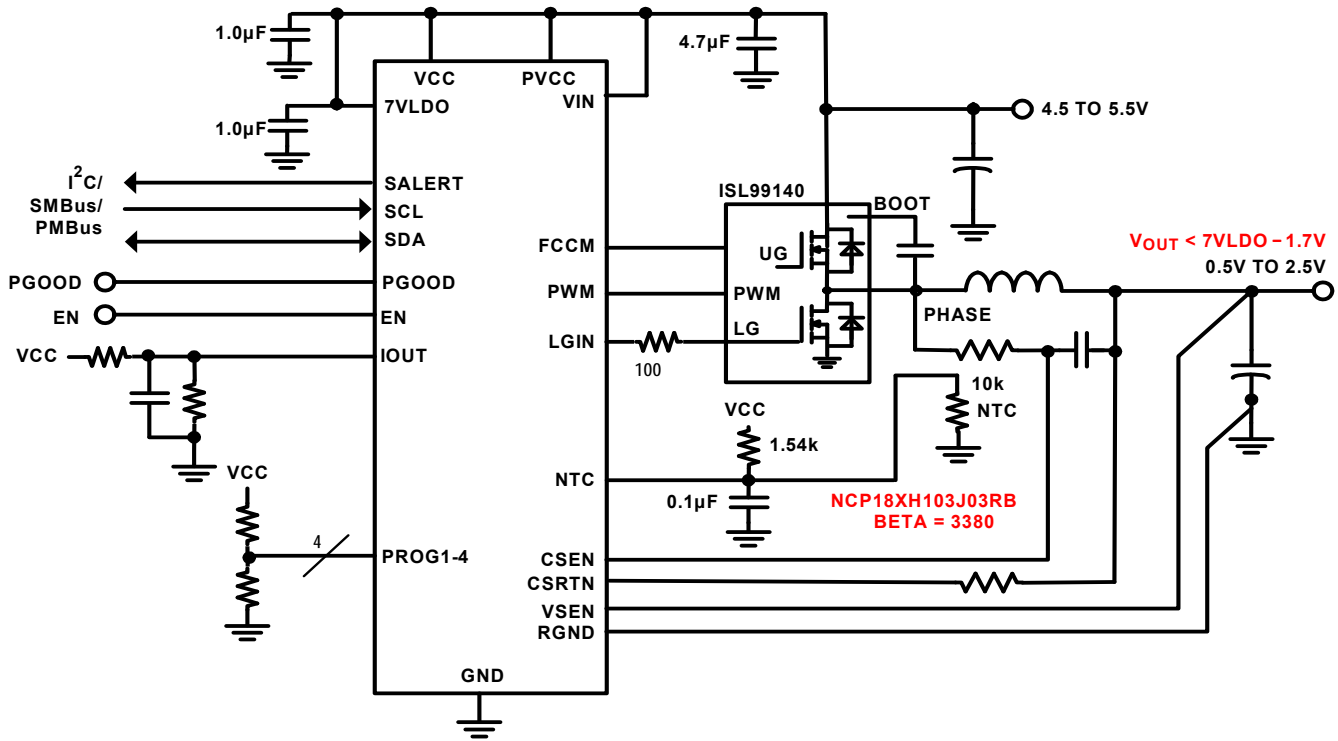 1.0µF
4.7µF
VCC
PVCC
VIN
7VLDO
1.0µF
4.5 TO 5.5V
I²C/
SMBus/
PMBus
SALERT
SCL
SDA
ISL99140
BOOT
FCCM
UG
VOUT < 7VLDO – 1.7V
0.5V TO 2.5V
PGOOD
PGOOD
PWM
PWM
EN
EN
LG
PHASE
LGIN
VCC
IOUT
100
10k
NTC
VCC
1.54k
VCC
NTC
0.1µF
NCP18XH103J03RB
BETA = 3380
4
PROG1-4
CSEN
CSRTN
VSEN
RGND
GND